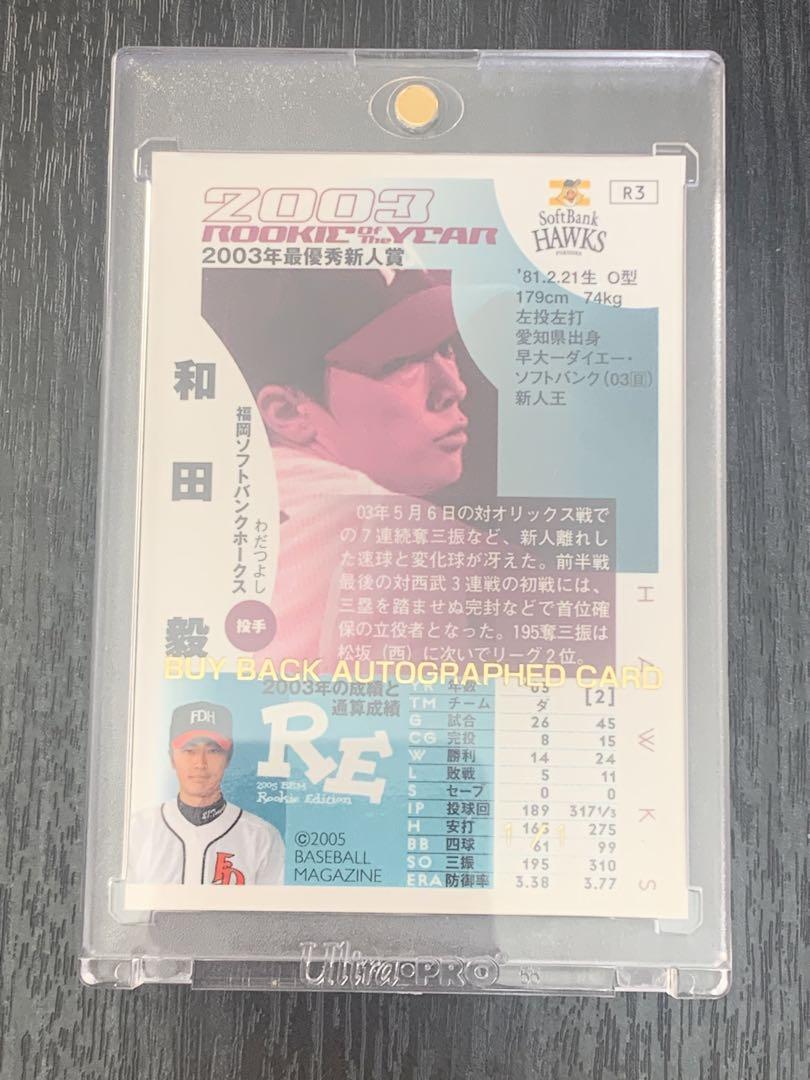 2003
ROOKIE Of The YEAR
2003年最優秀新人賞
SoftBank
HAWKS
FUKUOKA
R3
'81.2.21生 O型
179cm 74kg
左投左打
愛知県出身
早大ーダイエー・
ソフトバンク(03自)
新人王
和田毅
福岡ソフトバンクホークス
わだつよし
投手
03年5月6日の対オリックス戦で
の7連続奪三振など、新人離れし
た速球と変化球が冴えた。前半戦
最後の対西武3連戦の初戦には、
三塁を踏ませぬ完封などで首位確
保の立役者となった。195奪三振は
松坂(西)に次いでリーグ2位。
BUY BACK AUTOGRAPHED CARD
HAWKS
2003年の成績と
通算成績
YR 年数 '03 [2]
TM チーム ダ
G 試合 26 45
CG 完投 8 15
W 勝利 14 24
L 敗戦 5 11
S セーブ 0 0
IP 投球回 189 317 1/3
H 安打 165 275
BB 四球 61 99
SO 三振 195 310
ERA 防御率 3.38 3.77
1/1
FDH
FD
RE
2005 BBM
Rookie Edition
©2005
BASEBALL
MAGAZINE
Ultra PRO 55